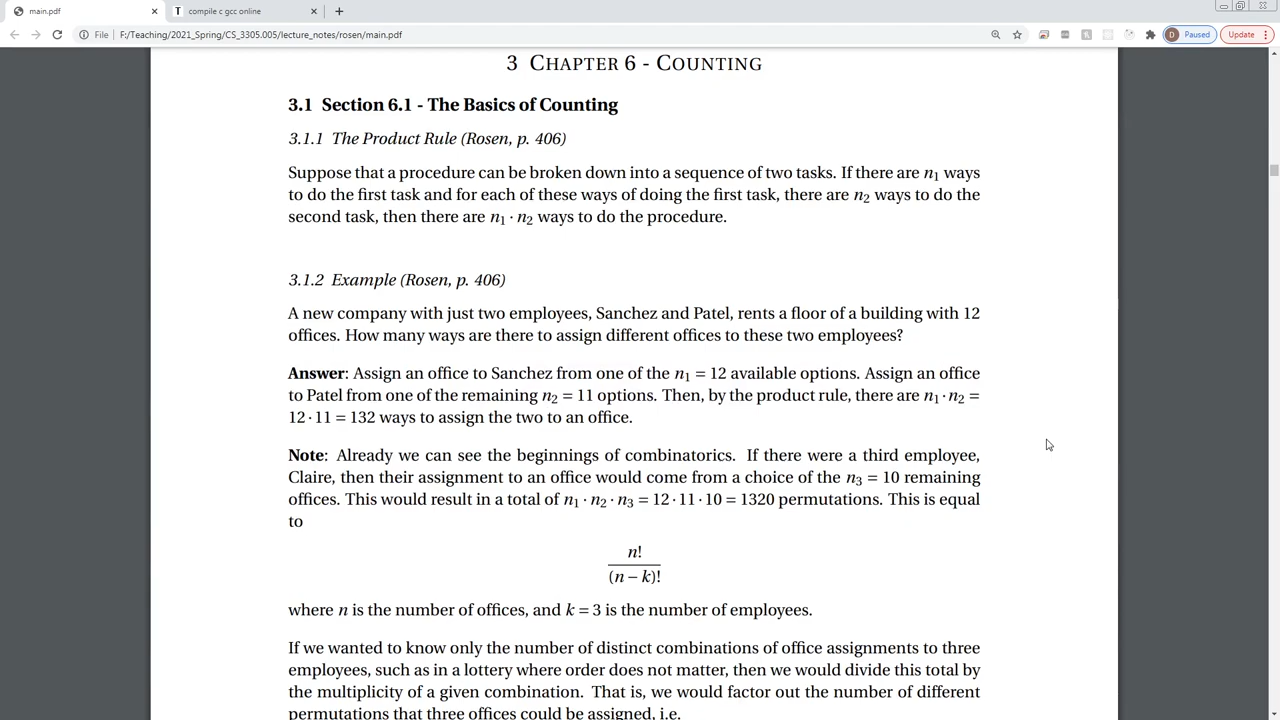 main.pdf
compile c gcc online
File F:/Teaching/2021_Spring/CS_3305.005/lecture_notes/rosen/main.pdf
D Paused
Update
3 CHAPTER 6 - COUNTING
3.1 Section 6.1 - The Basics of Counting
3.1.1 The Product Rule (Rosen, p. 406)
Suppose that a procedure can be broken down into a sequence of two tasks. If there are n₁ ways
to do the first task and for each of these ways of doing the first task, there are n₂ ways to do the
second task, then there are n₁ · n₂ ways to do the procedure.
3.1.2 Example (Rosen, p. 406)
A new company with just two employees, Sanchez and Patel, rents a floor of a building with 12
offices. How many ways are there to assign different offices to these two employees?
Answer: Assign an office to Sanchez from one of the n₁ = 12 available options. Assign an office
to Patel from one of the remaining n₂ = 11 options. Then, by the product rule, there are n₁ · n₂ =
12 · 11 = 132 ways to assign the two to an office.
Note: Already we can see the beginnings of combinatorics. If there were a third employee,
Claire, then their assignment to an office would come from a choice of the n₃ = 10 remaining
offices. This would result in a total of n₁ · n₂ · n₃ = 12 · 11 · 10 = 1320 permutations. This is equal
to
n!
(n − k)!
where n is the number of offices, and k = 3 is the number of employees.
If we wanted to know only the number of distinct combinations of office assignments to three
employees, such as in a lottery where order does not matter, then we would divide this total by
the multiplicity of a given combination. That is, we would factor out the number of different
permutations that three offices could be assigned, i.e.